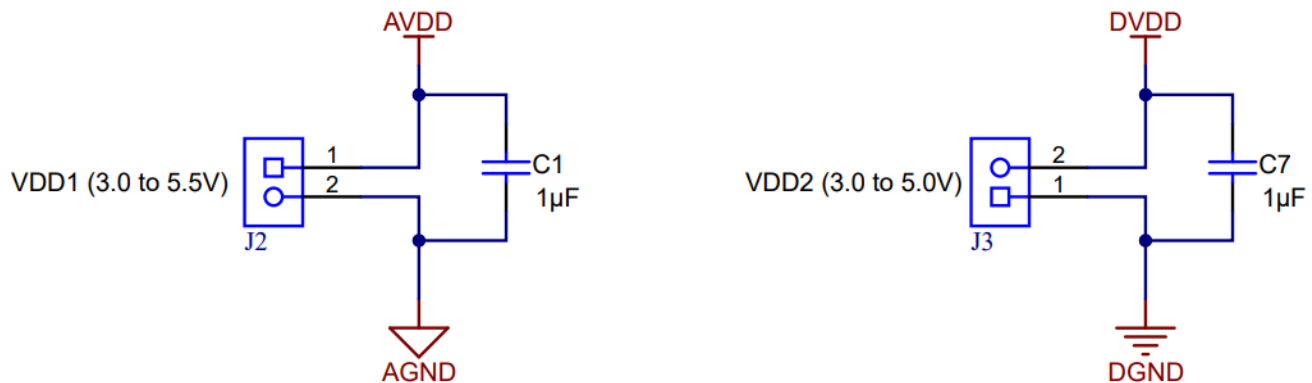 AVDD
DVDD
VDD1 (3.0 to 5.5V)
1
2
J2
C1
1µF
VDD2 (3.0 to 5.0V)
2
1
J3
C7
1µF
AGND
DGND